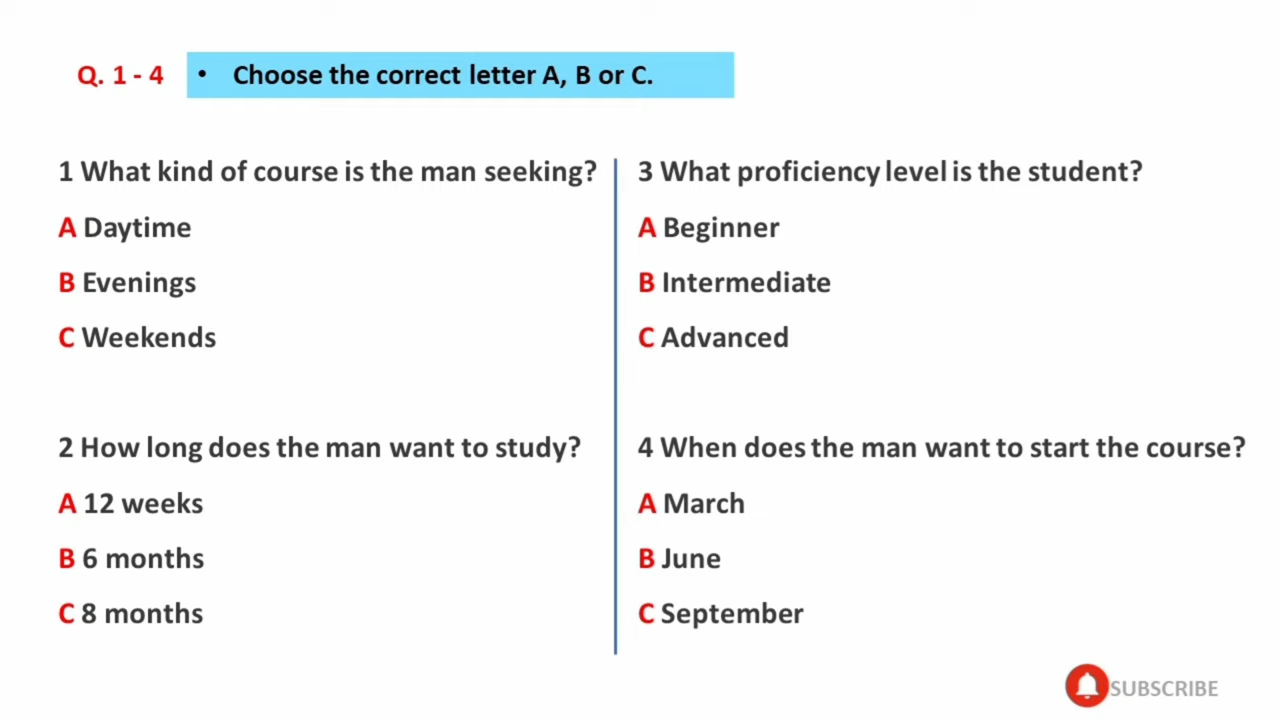 Q. 1 - 4
• Choose the correct letter A, B or C.
1 What kind of course is the man seeking?
A Daytime
B Evenings
C Weekends
2 How long does the man want to study?
A 12 weeks
B 6 months
C 8 months
3 What proficiency level is the student?
A Beginner
B Intermediate
C Advanced
4 When does the man want to start the course?
A March
B June
C September
SUBSCRIBE